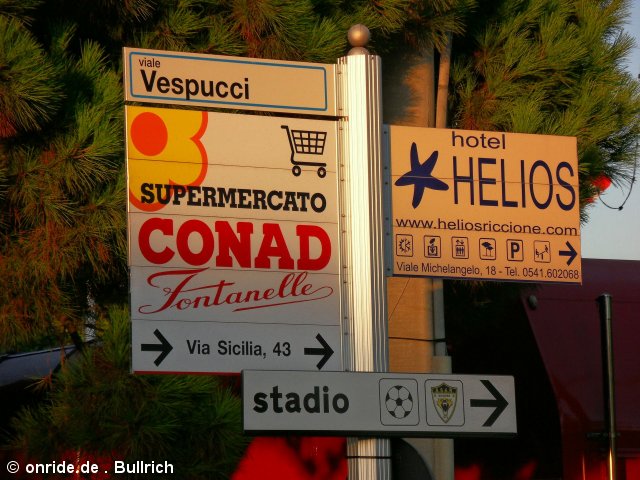 viale
Vespucci
SUPERMERCATO
CONAD
Fontanelle
Via Sicilia, 43
hotel
HELIOS
www.heliosriccione.com
P
Viale Michelangelo, 18 - Tel. 0541.602068
stadio
© onride.de . Bullrich